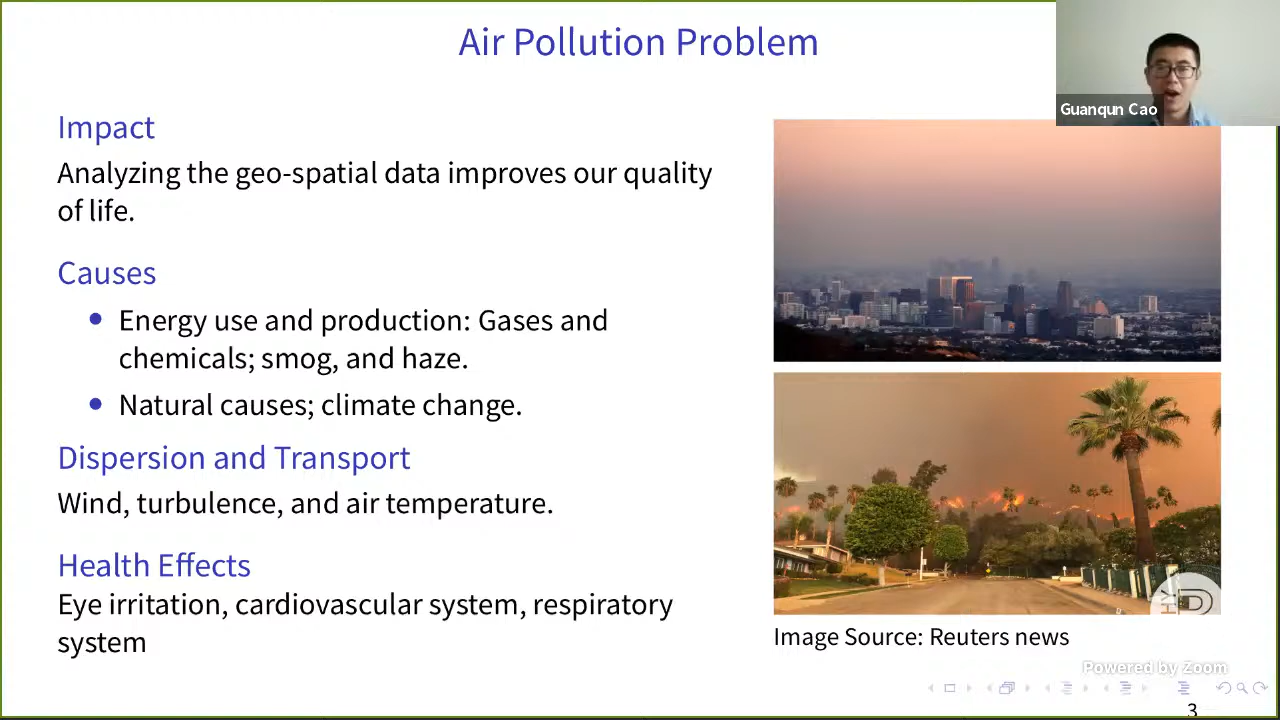 Air Pollution Problem
Guanqun Cao
Impact
Analyzing the geo-spatial data improves our quality
of life.
Causes
Energy use and production: Gases and
chemicals; smog, and haze.
Natural causes; climate change.
Dispersion and Transport
Wind, turbulence, and air temperature.
Health Effects
Eye irritation, cardiovascular system, respiratory
system
Image Source: Reuters news
Powered by Zoom
3